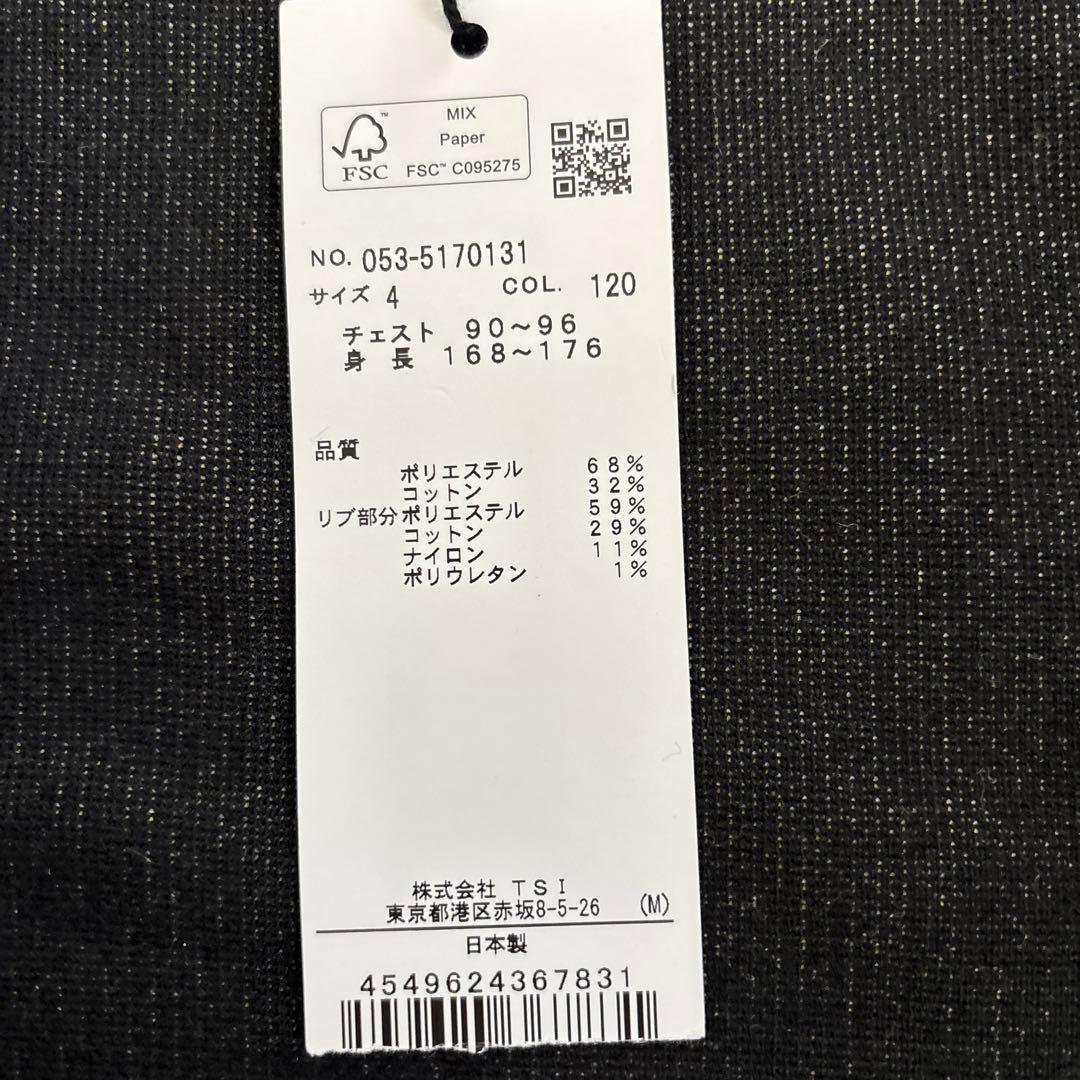 MIX
Paper
FSC™ C095275
FSC
NO. 053-5170131
サイズ 4 COL. 120
チェスト 90～96
身長 168～176
品質
ポリエステル 68%
コットン 32%
リブ部分ポリエステル 59%
コットン 29%
ナイロン 11%
ポリウレタン 1%
株式会社 TSI
東京都港区赤坂8-5-26 (M)
日本製
4549624367831